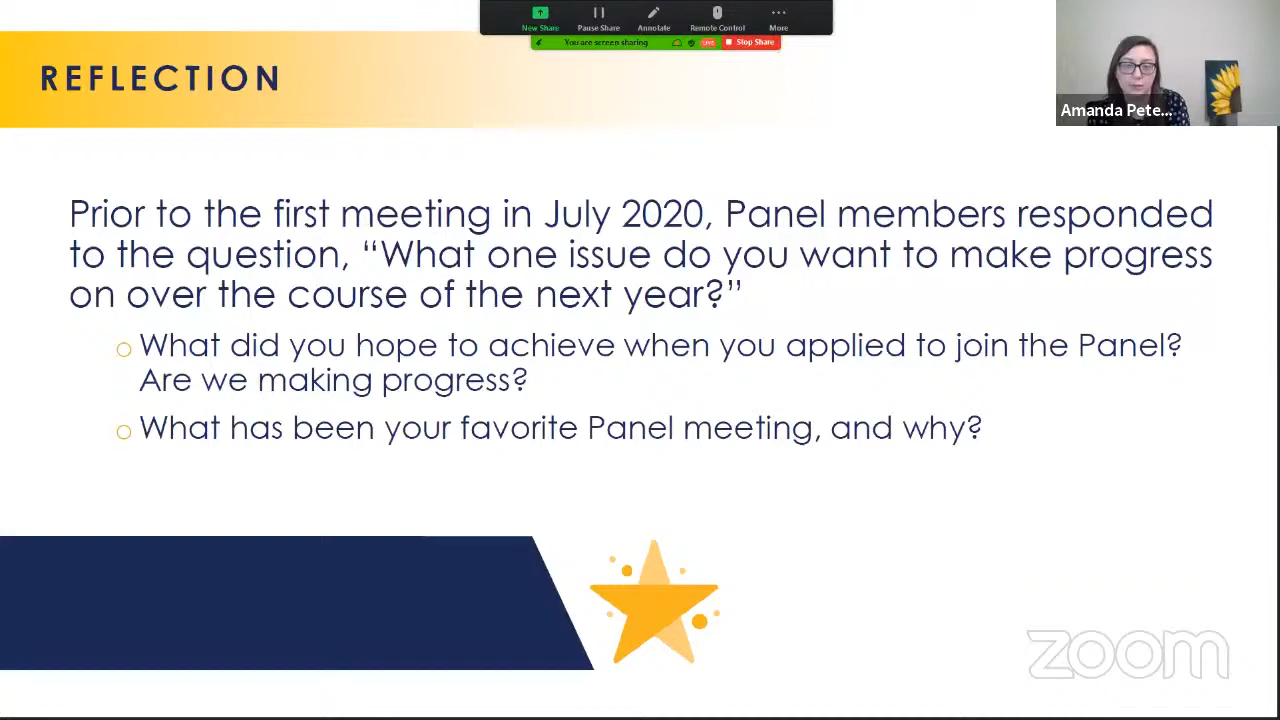 New Share
Pause Share
Annotate
Remote Control
More
You are screen sharing
LIVE
Stop Share
REFLECTION
Amanda Pete...
Prior to the first meeting in July 2020, Panel members responded
to the question, “What one issue do you want to make progress
on over the course of the next year?”
What did you hope to achieve when you applied to join the Panel?
Are we making progress?
What has been your favorite Panel meeting, and why?
zoom